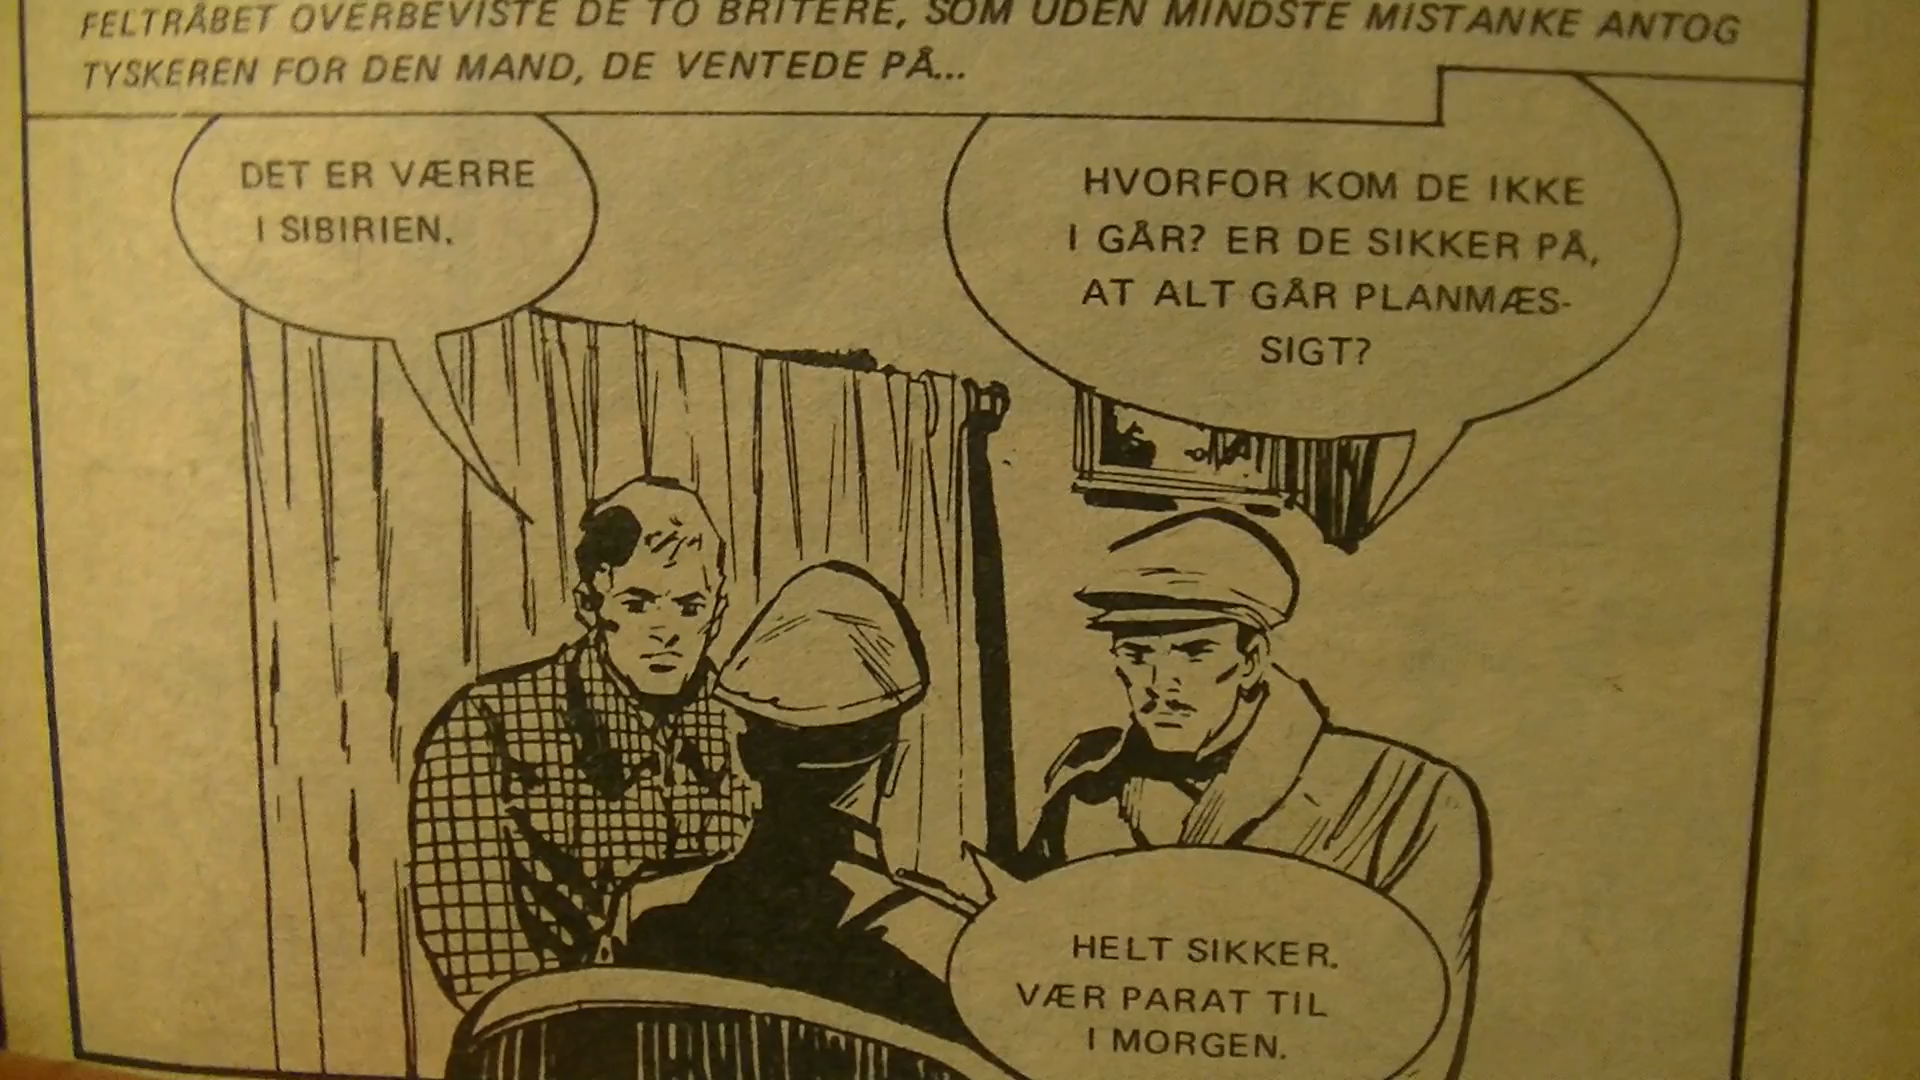 FELTRÅBET OVERBEVISTE DE TO BRITERE, SOM UDEN MINDSTE MISTANKE ANTOG
TYSKEREN FOR DEN MAND, DE VENTEDE PÅ...
DET ER VÆRRE
I SIBIRIEN.
HVORFOR KOM DE IKKE
I GÅR? ER DE SIKKER PÅ,
AT ALT GÅR PLANMÆS-
SIGT?
HELT SIKKER.
VÆR PARAT TIL
I MORGEN.